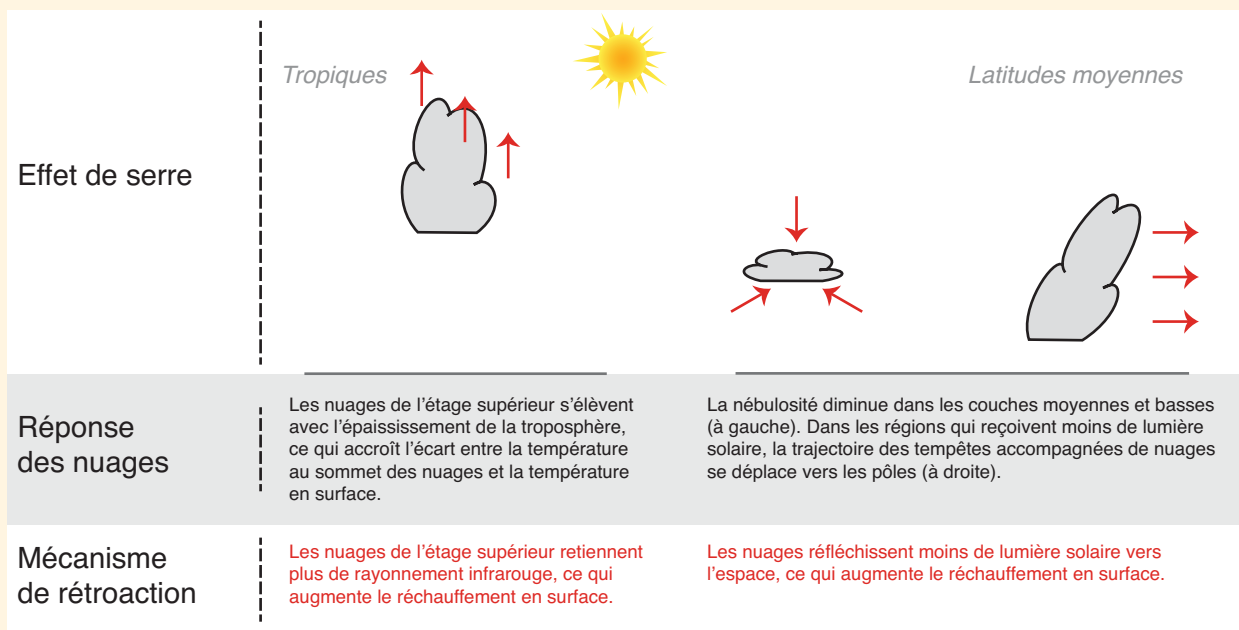 Tropiques
Latitudes moyennes
Effet de serre
Réponse
des nuages
Les nuages de l’étage supérieur s’élèvent
avec l’épaississement de la troposphère,
ce qui accroît l’écart entre la température
au sommet des nuages et la température
en surface.
La nébulosité diminue dans les couches moyennes et basses
(à gauche). Dans les régions qui reçoivent moins de lumière
solaire, la trajectoire des tempêtes accompagnées de nuages
se déplace vers les pôles (à droite).
Mécanisme
de rétroaction
Les nuages de l’étage supérieur retiennent
plus de rayonnement infrarouge, ce qui
augmente le réchauffement en surface.
Les nuages réfléchissent moins de lumière solaire vers
l’espace, ce qui augmente le réchauffement en surface.